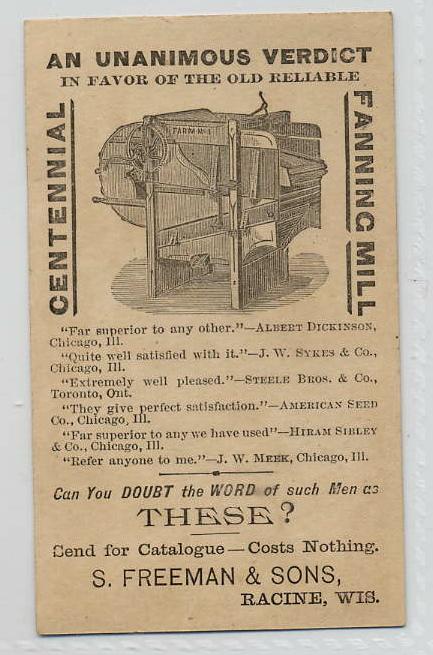 AN UNANIMOUS VERDICT
IN FAVOR OF THE OLD RELIABLE
CENTENNIAL
FANNING MILL
"Far superior to any other."—ALBERT DICKINSON,
Chicago, Ill.
"Quite well satisfied with it."—J. W. SYKES & Co.,
Chicago, Ill.
"Extremely well pleased."—STEELE BROS. & Co.,
Toronto, Ont.
"They give perfect satisfaction."—AMERICAN SEED
Co., Chicago, Ill.
"Far superior to any we have used"—HIRAM SIBLEY
& Co., Chicago, Ill.
"Refer anyone to me."—J. W. MEEK, Chicago, Ill.
Can You DOUBT the WORD of such Men as
THESE?
Send for Catalogue—Costs Nothing.
S. FREEMAN & SONS,
RACINE, WIS.